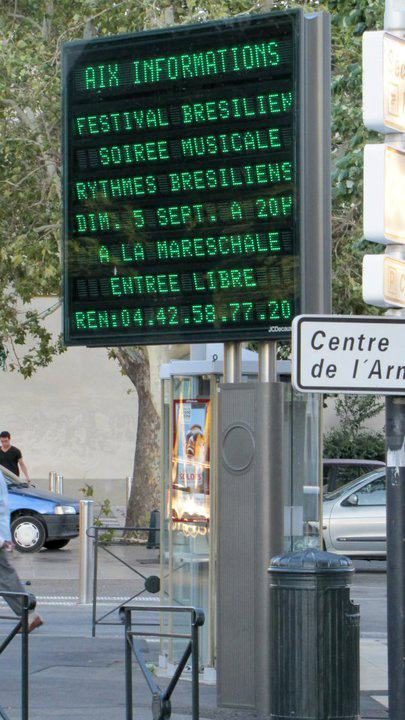 AIX INFORMATIONS
FESTIVAL BRESILIEN
SOIREE MUSICALE
RYTHMES BRESILIENS
DIM. 5 SEPT. A 20H
A LA MARESCHALE
ENTREE LIBRE
REN:04.42.58.77.20
JCDecaux
Centre
de l'Arm